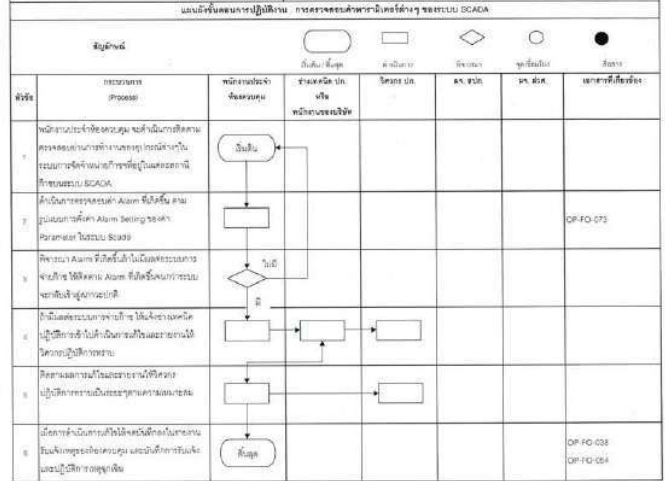 แผนผังขั้นตอนการปฏิบัติงาน : การตรวจสอบค่าพารามิเตอร์ต่างๆ ของระบบ SCADA
สัญลักษณ์
เริ่มต้น / สิ้นสุด
ดำเนินการ
พิจารณา
จุดเชื่อมโยง
สื่อสาร
หัวข้อ
กระบวนการ
(Process)
พนักงานประจำ
ห้องควบคุม
ช่างเทคนิค ปก.
หรือ
พนักงานของบริษัท
วิศวกร ปก.
เอกสารที่เกี่ยวข้อง
1
พนักงานประจำห้องควบคุม จะดำเนินการติดตาม
ตรวจสอบผ่านการทำงานของอุปกรณ์ต่างๆใน
ระบบการจัดจำหน่ายก๊าซฯที่อยู่ในแต่ละสถานี
ก๊าซบนระบบ SCADA
เริ่มต้น
2
ดำเนินการตรวจสอบค่า Alarm ที่เกิดขึ้น ตาม
รูปแบบการตั้งค่า Alarm Setting ของค่า
Parameter ในระบบ Scada
OP-FO-073
3
พิจารณา Alarm ที่เกิดขึ้นถ้าไม่มีผลต่อระบบการ
จ่ายก๊าซ ให้ติดตาม Alarm ที่เกิดขึ้นจนกว่าระบบ
จะกลับเข้าสู่สภาวะปกติ
ไม่มี
มี
4
ถ้ามีผลต่อระบบการจ่ายก๊าซ ให้แจ้งช่างเทคนิค
ปฏิบัติการเข้าไปดำเนินการแก้ไขและรายงานให้
วิศวกรปฏิบัติการทราบ
5
ติดตามผลการแก้ไขและรายงานให้วิศวกร
ปฏิบัติการทราบเป็นระยะๆตามความเหมาะสม
6
เมื่อการดำเนินการแก้ไขให้จดบันทึกลงในรายงาน
รับแจ้งเหตุของห้องควบคุม และบันทึกการรับแจ้ง
และปฏิบัติการเหตุฉุกเฉิน
สิ้นสุด
OP-FO-038
OP-FO-054